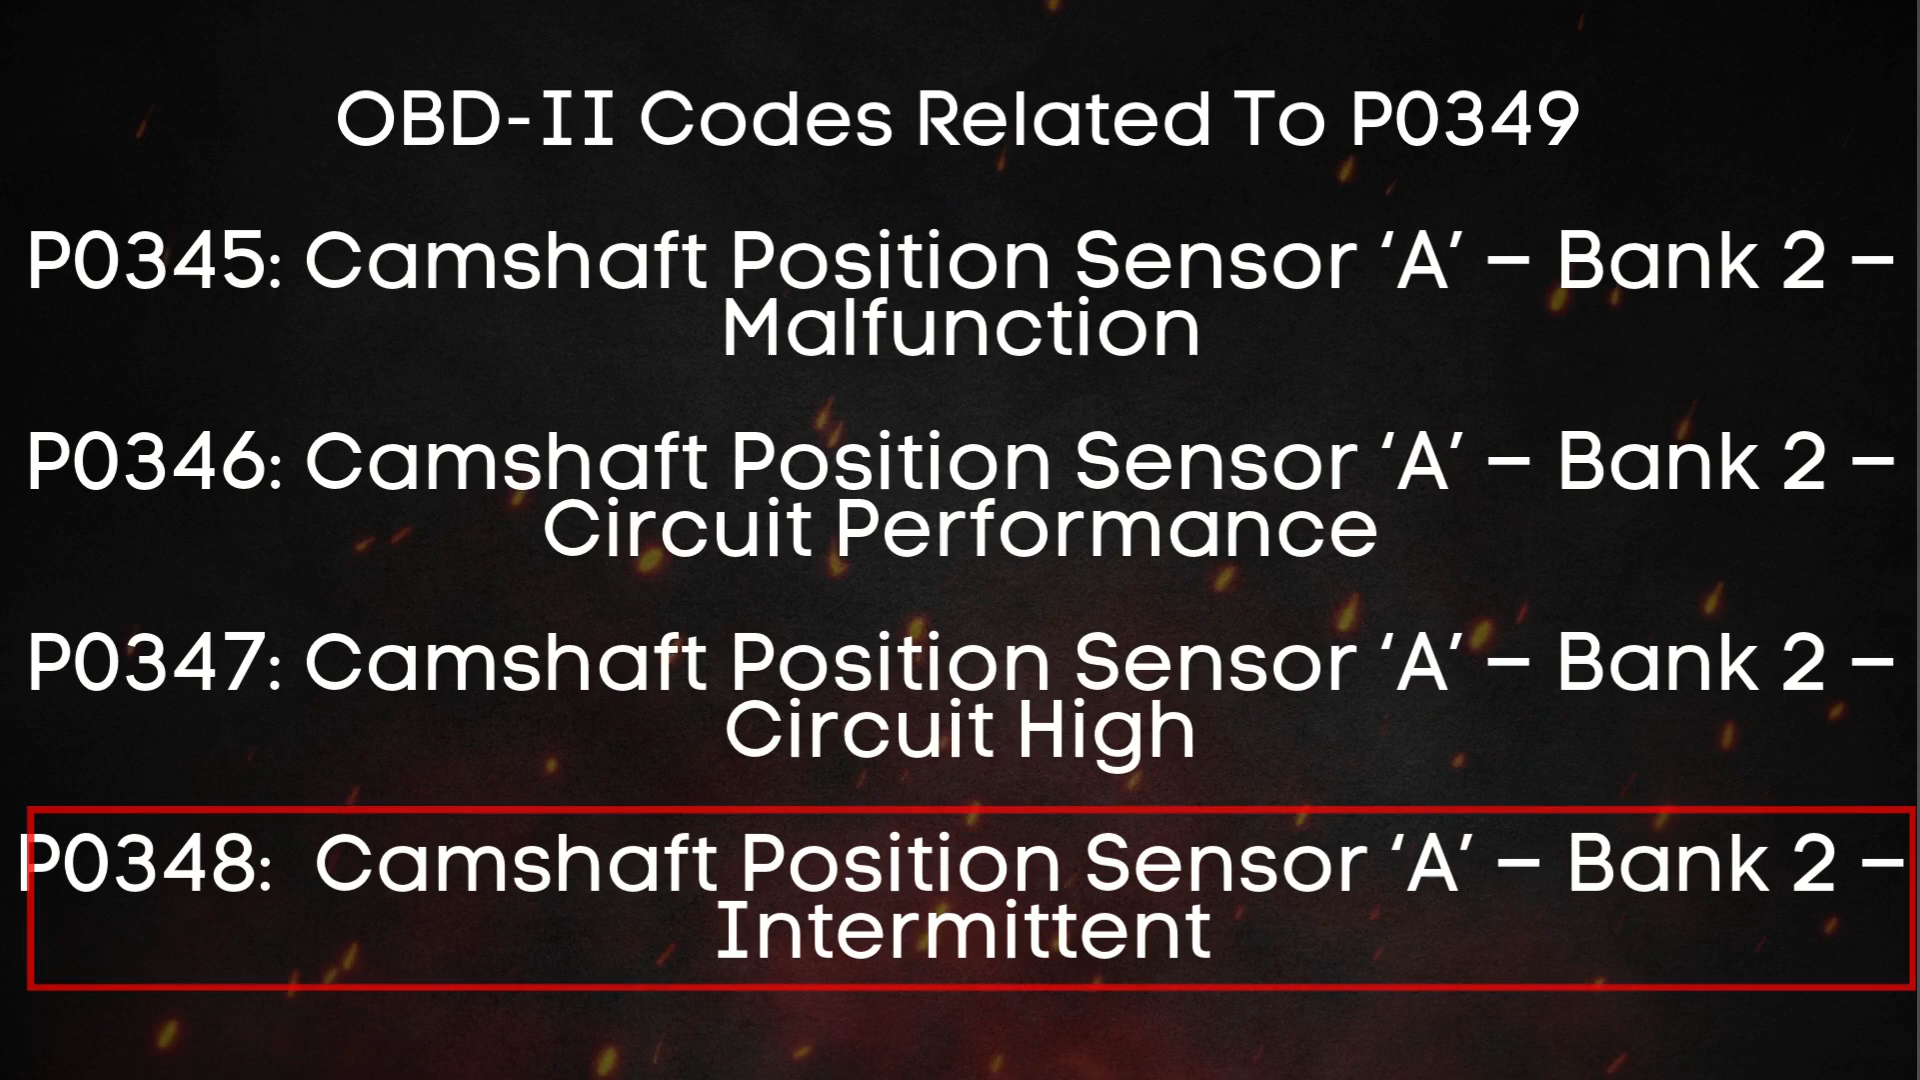 OBD-II Codes Related To P0349
P0345: Camshaft Position Sensor ‘A’ – Bank 2 –
Malfunction
P0346: Camshaft Position Sensor ‘A’ – Bank 2 –
Circuit Performance
P0347: Camshaft Position Sensor ‘A’ – Bank 2 –
Circuit High
P0348:  Camshaft Position Sensor ‘A’ – Bank 2 –
Intermittent